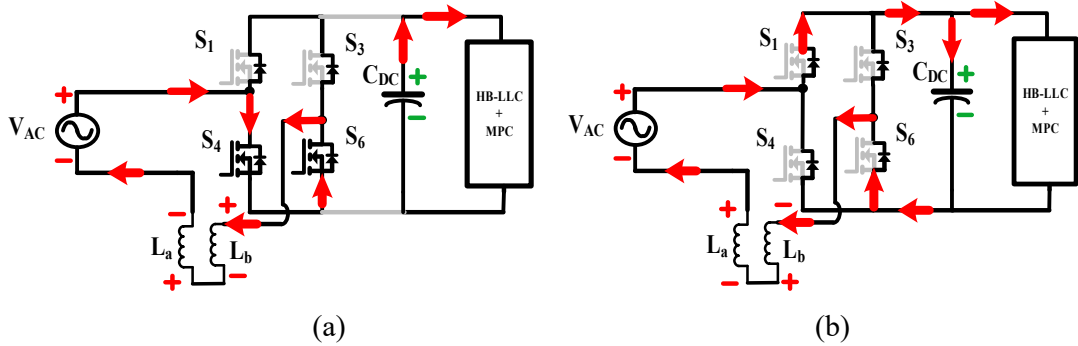 S1
S3
CDC
+
−
HB-LLC
+
MPC
+
VAC
−
S4
S6
−
+
La
Lb
+
−
(a)
S1
S3
CDC
+
−
HB-LLC
+
MPC
+
VAC
−
S4
S6
+
−
La
Lb
−
+
(b)